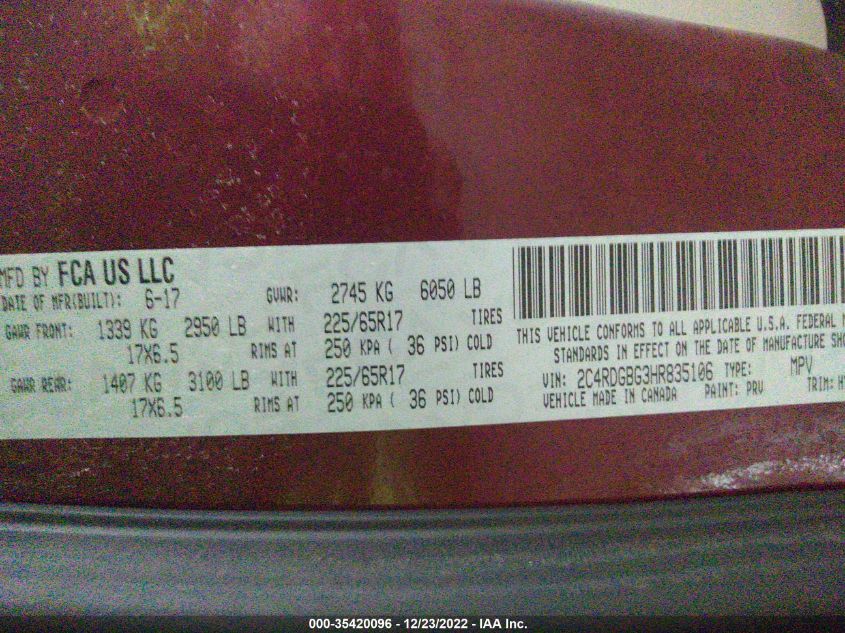 MFD BY FCA US LLC
DATE OF MFR(BUILT): 6-17 GVWR: 2745 KG 6050 LB
GAWR FRONT: 1339 KG 2950 LB WITH 225/65R17 TIRES
17X6.5 RIMS AT 250 KPA ( 36 PSI) COLD
GAWR REAR: 1407 KG 3100 LB WITH 225/65R17 TIRES
17X6.5 RIMS AT 250 KPA ( 36 PSI) COLD
THIS VEHICLE CONFORMS TO ALL APPLICABLE U.S.A. FEDERAL
STANDARDS IN EFFECT ON THE DATE OF MANUFACTURE
VIN: 2C4RDGBG3HR835106 TYPE: MPV
VEHICLE MADE IN CANADA PAINT: PRV TRIM:
000-35420096 - 12/23/2022 - IAA Inc.